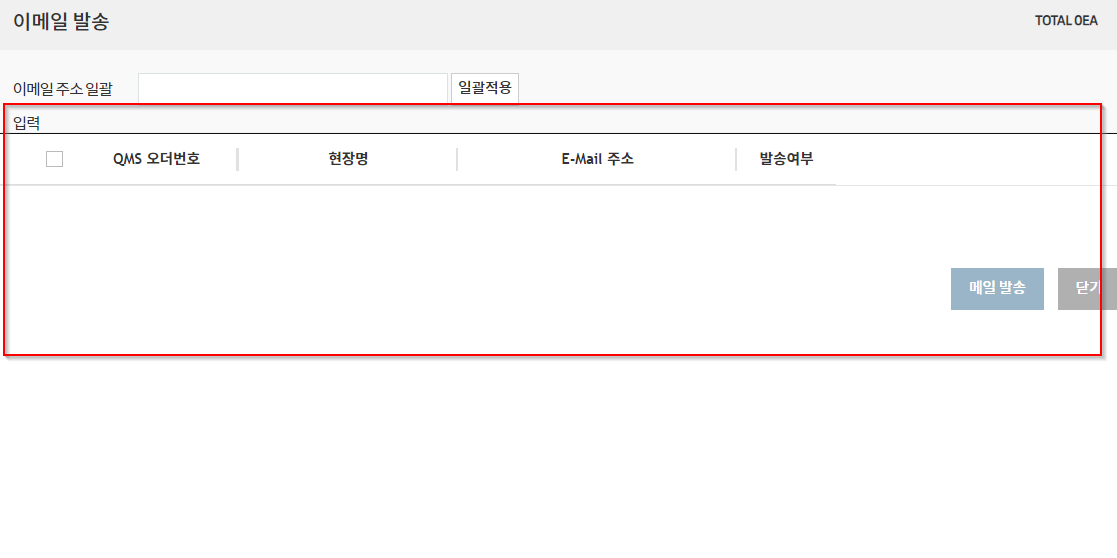 이메일 발송
TOTAL OEA
이메일 주소 일괄
입력
일괄적용
QMS 오더번호 현장명 E-Mail 주소 발송여부
메일 발송 닫기